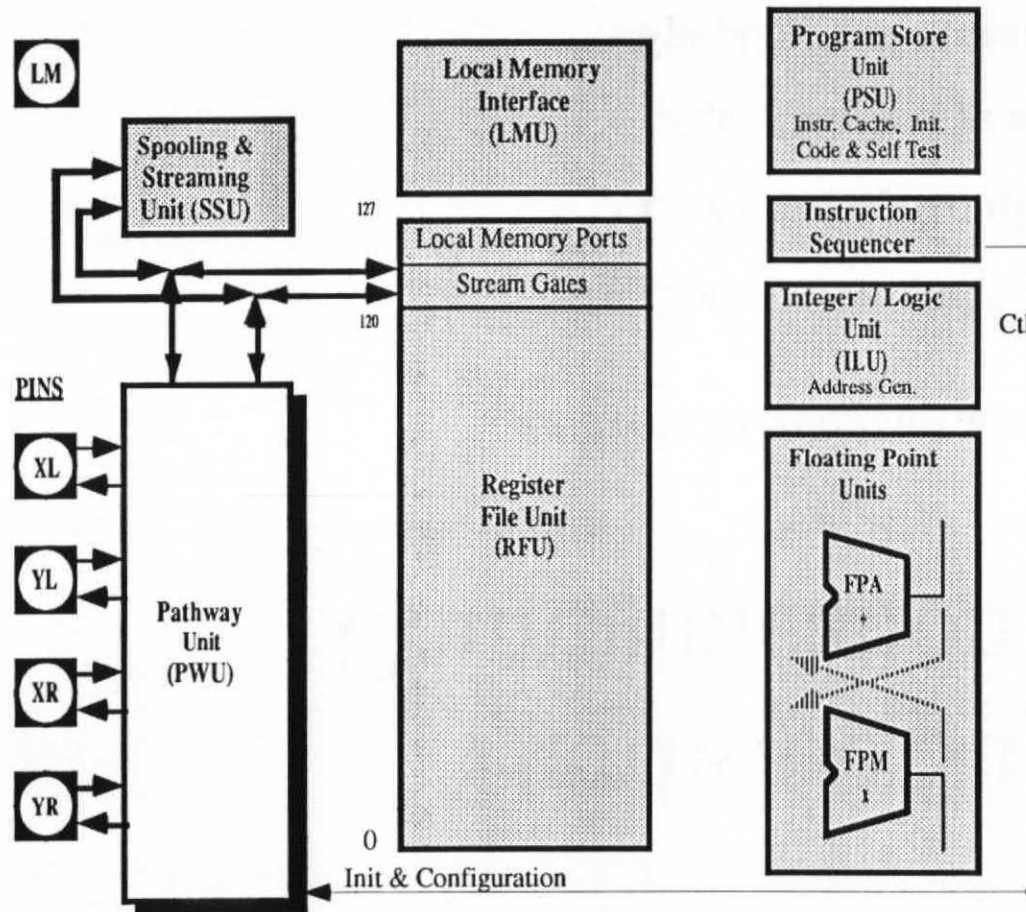 LM
Spooling &
Streaming
Unit (SSU)
PINS
XL
YL
XR
YR
Pathway
Unit
(PWU)
Local Memory
Interface
(LMU)
127
Local Memory Ports
Stream Gates
120
Register
File Unit
(RFU)
0
Init & Configuration
Program Store
Unit
(PSU)
Instr. Cache, Init.
Code & Self Test
Instruction
Sequencer
Integer / Logic
Unit
(ILU)
Address Gen.
Floating Point
Units
FPA
+
FPM
x